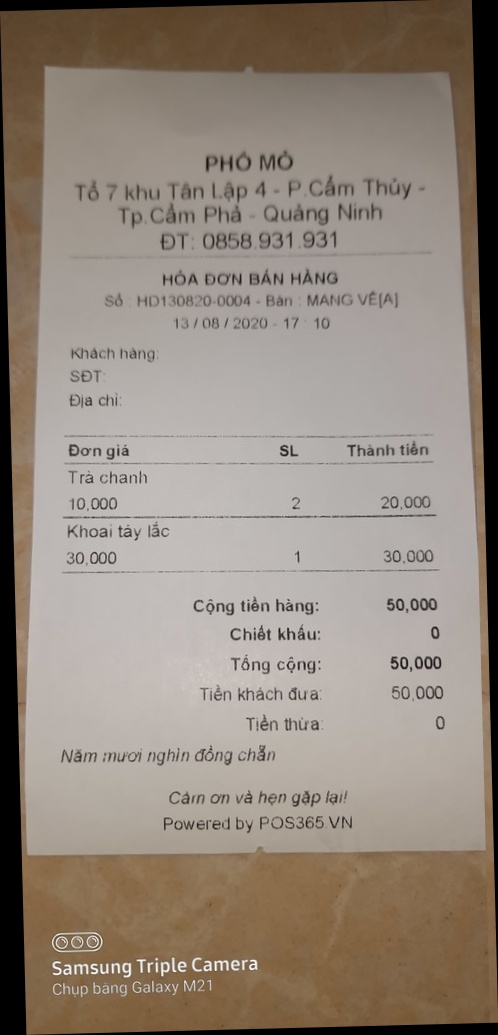 PHÔ MÒ
Tổ 7 khu Tân Lập 4 - P.Cẩm Thủy -
Tp.Cẩm Phả - Quảng Ninh
ĐT: 0858.931.931
HÓA ĐƠN BÁN HÀNG
Số : HD130820-0004 - Bàn : MANG VỀ[A]
13 / 08 / 2020 - 17 : 10
Khách hàng:
SĐT:
Địa chỉ:
Đơn giá SL Thành tiền
Trà chanh
10,000 2 20,000
Khoai tây lắc
30,000 1 30,000
Cộng tiền hàng: 50,000
Chiết khấu: 0
Tổng cộng: 50,000
Tiền khách đưa: 50,000
Tiền thừa: 0
Năm mươi nghìn đồng chẵn
Cảm ơn và hẹn gặp lại!
Powered by POS365.VN
Samsung Triple Camera
Chụp bằng Galaxy M21